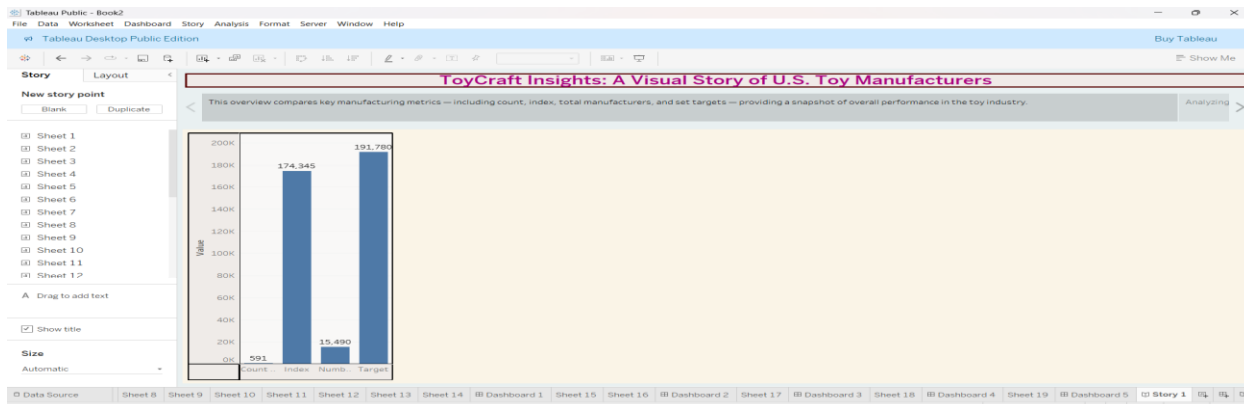 Tableau Public - Book2
File Data Worksheet Dashboard Story Analysis Format Server Window Help
Tableau Desktop Public Edition
Buy Tableau
Show Me
Story Layout
New story point
Blank Duplicate
Sheet 1
Sheet 2
Sheet 3
Sheet 4
Sheet 5
Sheet 6
Sheet 7
Sheet 8
Sheet 9
Sheet 10
Sheet 11
Sheet 12
A Drag to add text
Show title
Size
Automatic
ToyCraft Insights: A Visual Story of U.S. Toy Manufacturers
This overview compares key manufacturing metrics — including count, index, total manufacturers, and set targets — providing a snapshot of overall performance in the toy industry.
Analyzing
Value
200K
180K
160K
140K
120K
100K
80K
60K
40K
20K
0K
591
174,345
15,490
191,780
Count .. Index Numb.. Target
Data Source Sheet 8 Sheet 9 Sheet 10 Sheet 11 Sheet 12 Sheet 13 Sheet 14 Dashboard 1 Sheet 15 Sheet 16 Dashboard 2 Sheet 17 Dashboard 3 Sheet 18 Dashboard 4 Sheet 19 Dashboard 5 Story 1